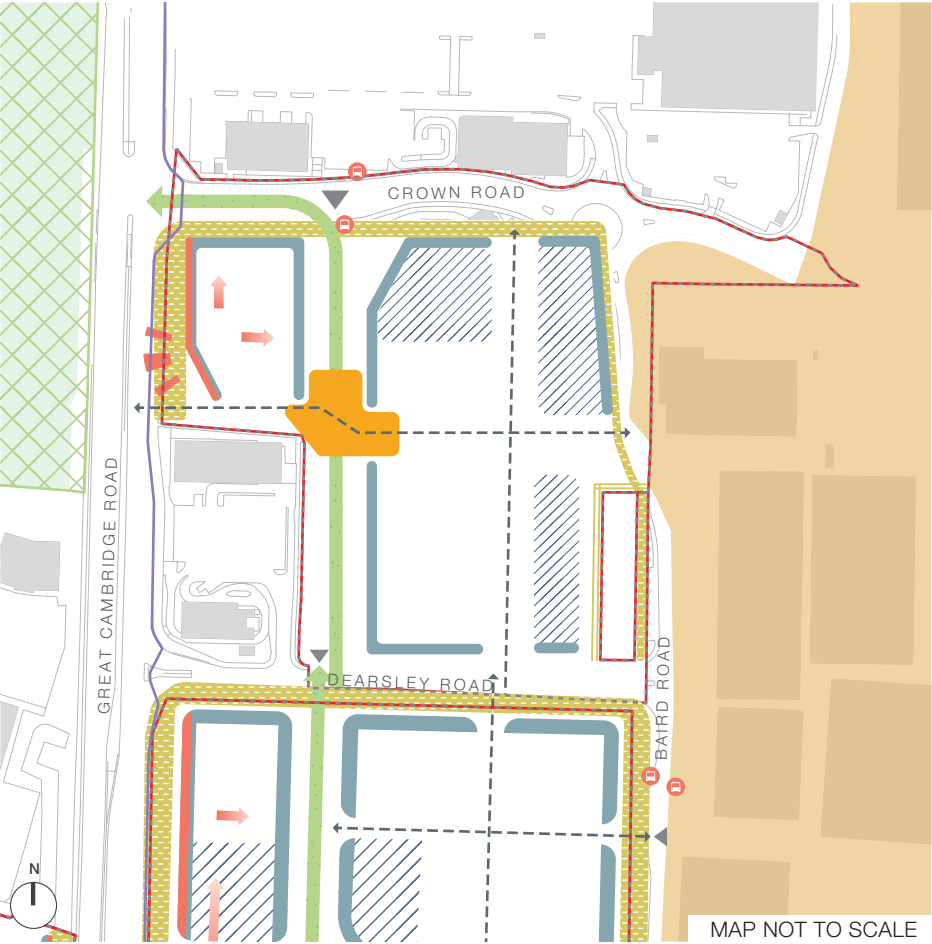 CROWN ROAD
GREAT CAMBRIDGE ROAD
DEARSLEY ROAD
BAIRD ROAD
N
MAP NOT TO SCALE